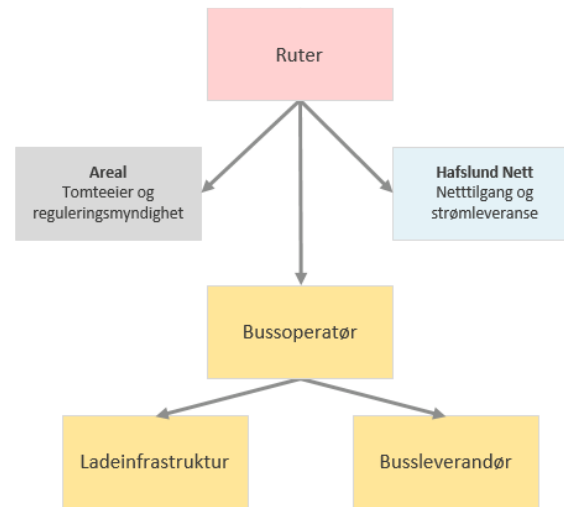 Ruter
Areal
Tomteeier og
reguleringsmyndighet
Hafslund Nett
Netttilgang og
strømleveranse
Bussoperatør
Ladeinfrastruktur
Bussleverandør